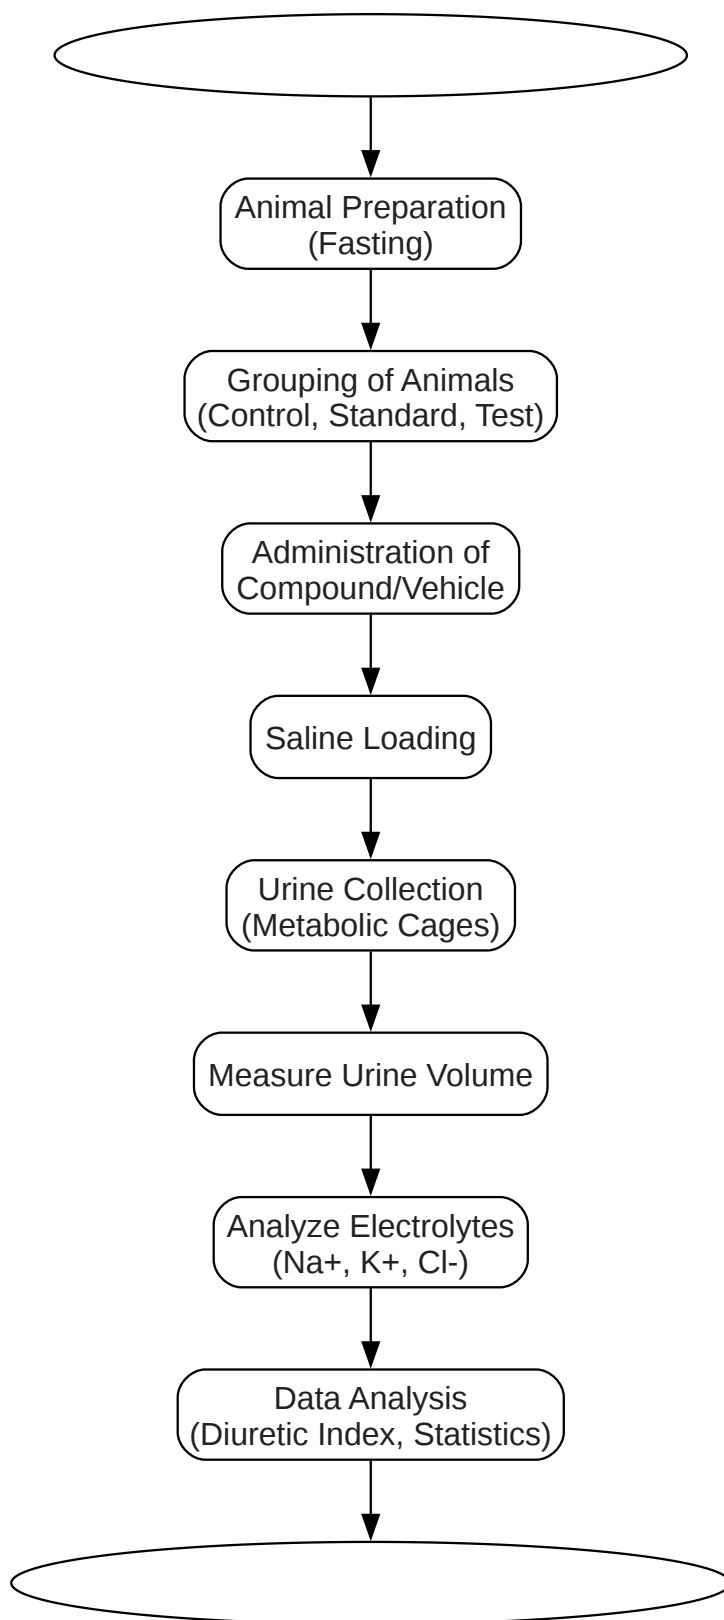 Animal Preparation
(Fasting)
Grouping of Animals
(Control, Standard, Test)
Administration of
Compound/Vehicle
Saline Loading
Urine Collection
(Metabolic Cages)
Measure Urine Volume
Analyze Electrolytes
(Na+, K+, Cl-)
Data Analysis
(Diuretic Index, Statistics)